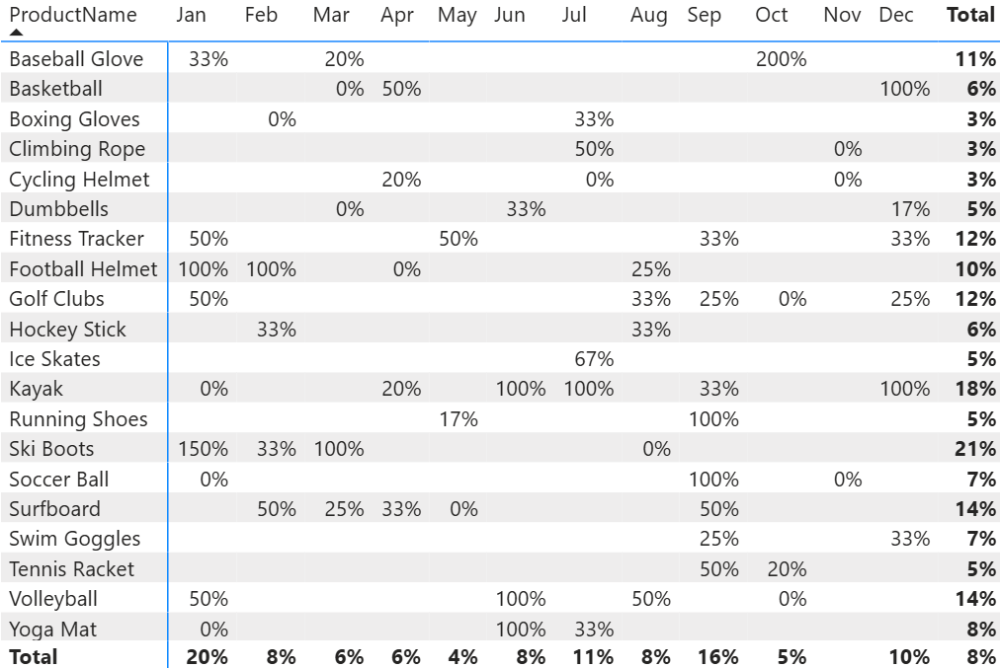 ProductName Jan Feb Mar Apr May Jun Jul Aug Sep Oct Nov Dec Total
Baseball Glove 33% 20% 200% 11%
Basketball 0% 50% 100% 6%
Boxing Gloves 0% 33% 3%
Climbing Rope 50% 0% 3%
Cycling Helmet 20% 0% 0% 3%
Dumbbells 0% 33% 17% 5%
Fitness Tracker 50% 50% 33% 33% 12%
Football Helmet 100% 100% 0% 25% 10%
Golf Clubs 50% 33% 25% 0% 25% 12%
Hockey Stick 33% 33% 6%
Ice Skates 67% 5%
Kayak 0% 20% 100% 100% 33% 100% 18%
Running Shoes 17% 100% 5%
Ski Boots 150% 33% 100% 0% 21%
Soccer Ball 0% 100% 0% 7%
Surfboard 50% 25% 33% 0% 50% 14%
Swim Goggles 25% 33% 7%
Tennis Racket 50% 20% 5%
Volleyball 50% 100% 50% 0% 14%
Yoga Mat 0% 100% 33% 8%
Total 20% 8% 6% 6% 4% 8% 11% 8% 16% 5% 10% 8%